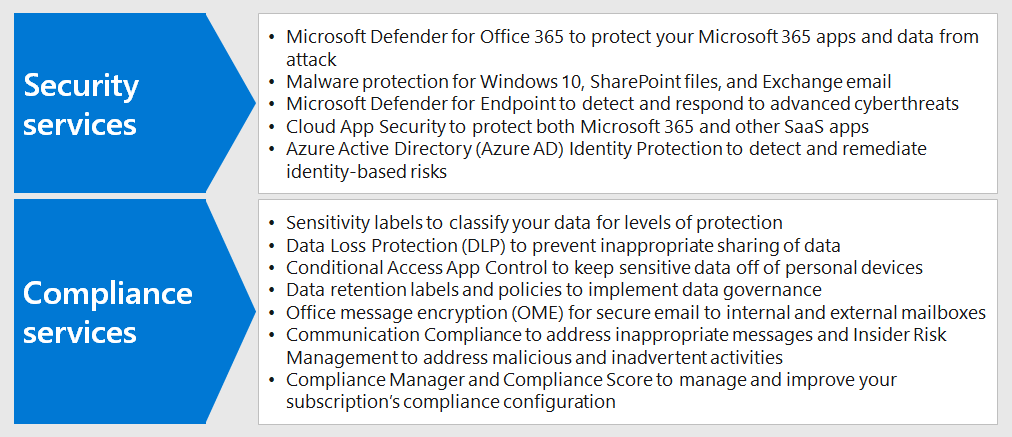 Security
services
• Microsoft Defender for Office 365 to protect your Microsoft 365 apps and data from
attack
• Malware protection for Windows 10, SharePoint files, and Exchange email
• Microsoft Defender for Endpoint to detect and respond to advanced cyberthreats
• Cloud App Security to protect both Microsoft 365 and other SaaS apps
• Azure Active Directory (Azure AD) Identity Protection to detect and remediate
identity-based risks
Compliance
services
• Sensitivity labels to classify your data for levels of protection
• Data Loss Protection (DLP) to prevent inappropriate sharing of data
• Conditional Access App Control to keep sensitive data off of personal devices
• Data retention labels and policies to implement data governance
• Office message encryption (OME) for secure email to internal and external mailboxes
• Communication Compliance to address inappropriate messages and Insider Risk
Management to address malicious and inadvertent activities
• Compliance Manager and Compliance Score to manage and improve your
subscription’s compliance configuration